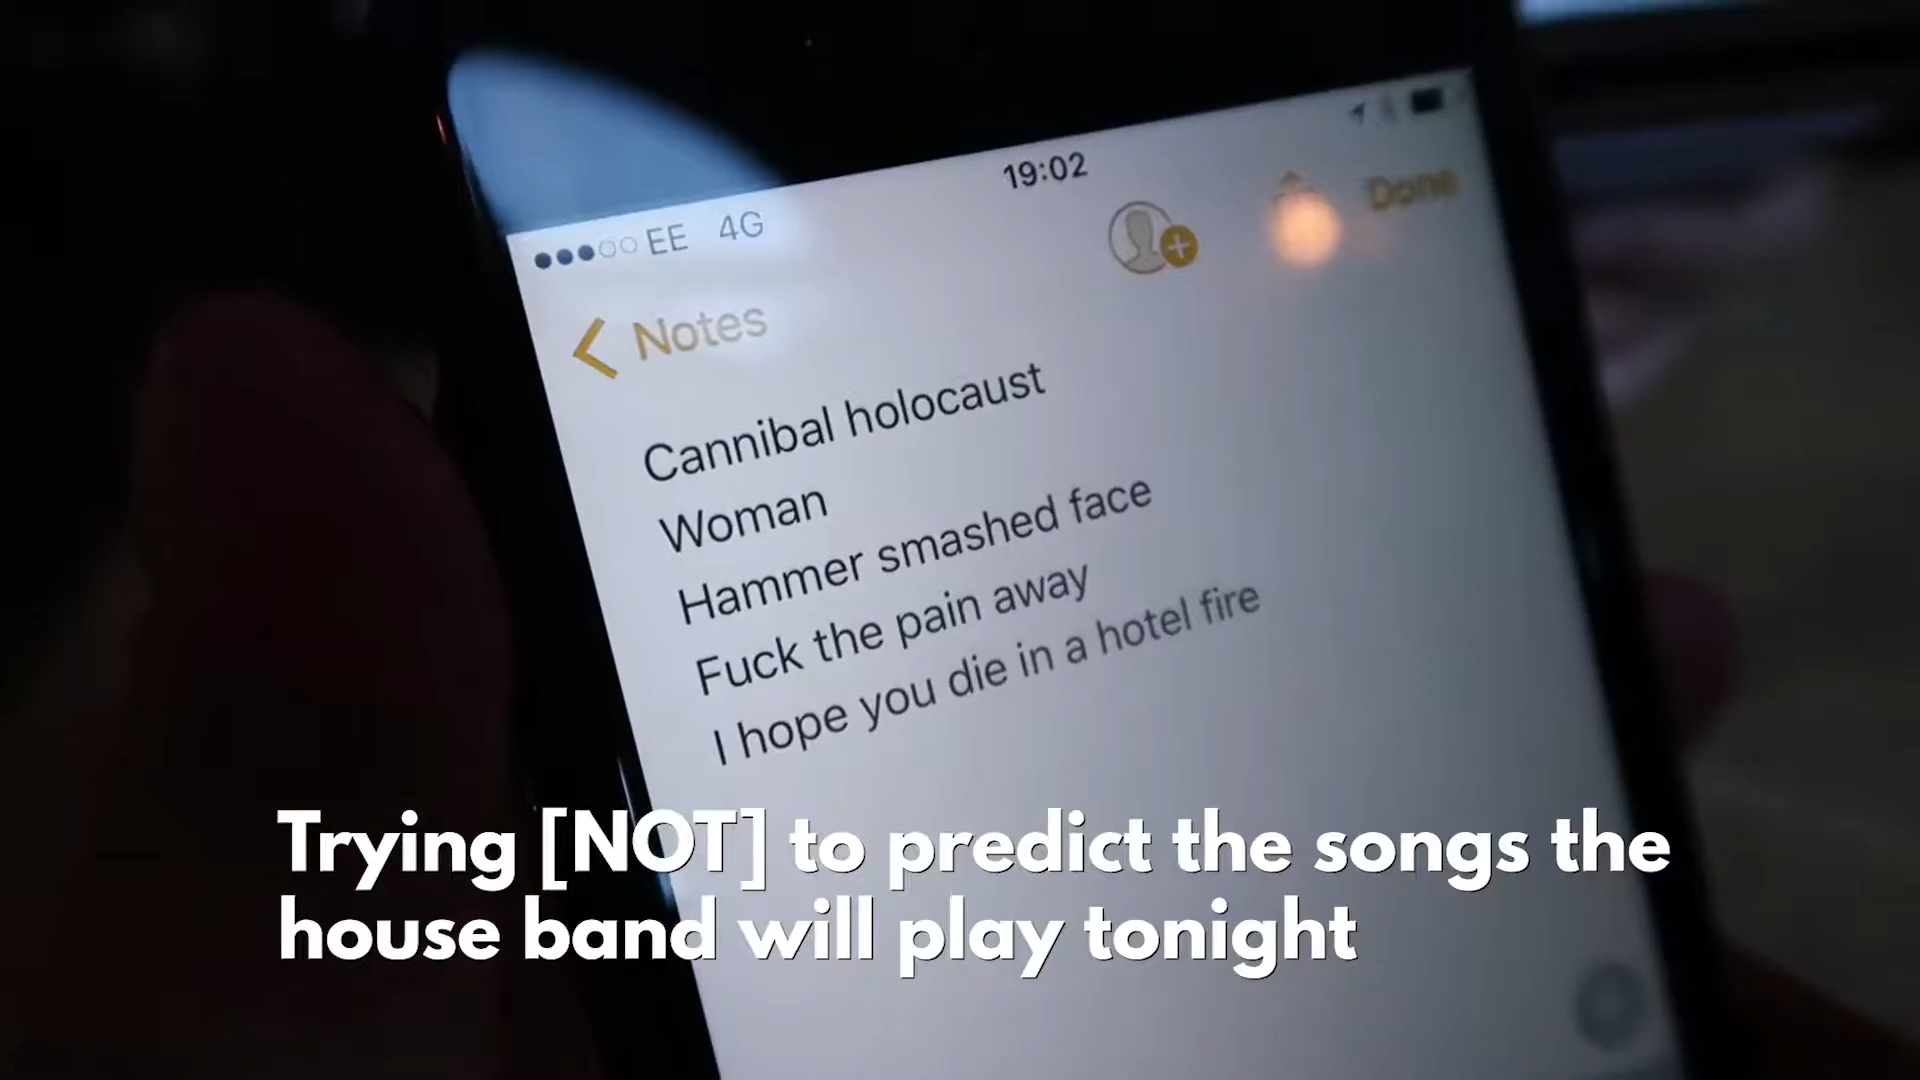 EE 4G 19:02
Done
Notes
Cannibal holocaust
Woman
Hammer smashed face
Fuck the pain away
I hope you die in a hotel fire
Trying [NOT] to predict the songs the
house band will play tonight